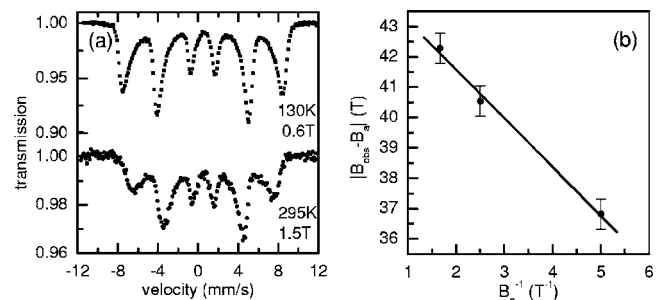 (a)
1.00
0.95
0.90
130K
0.6T
1.00
0.98
0.96
295K
1.5T
transmission
-12 -8 -4 0 4 8 12
velocity (mm/s)
(b)
43
42
41
40
39
38
37
36
|B_obs-B_a| (T)
1 2 3 4 5 6
B_a^-1 (T^-1)